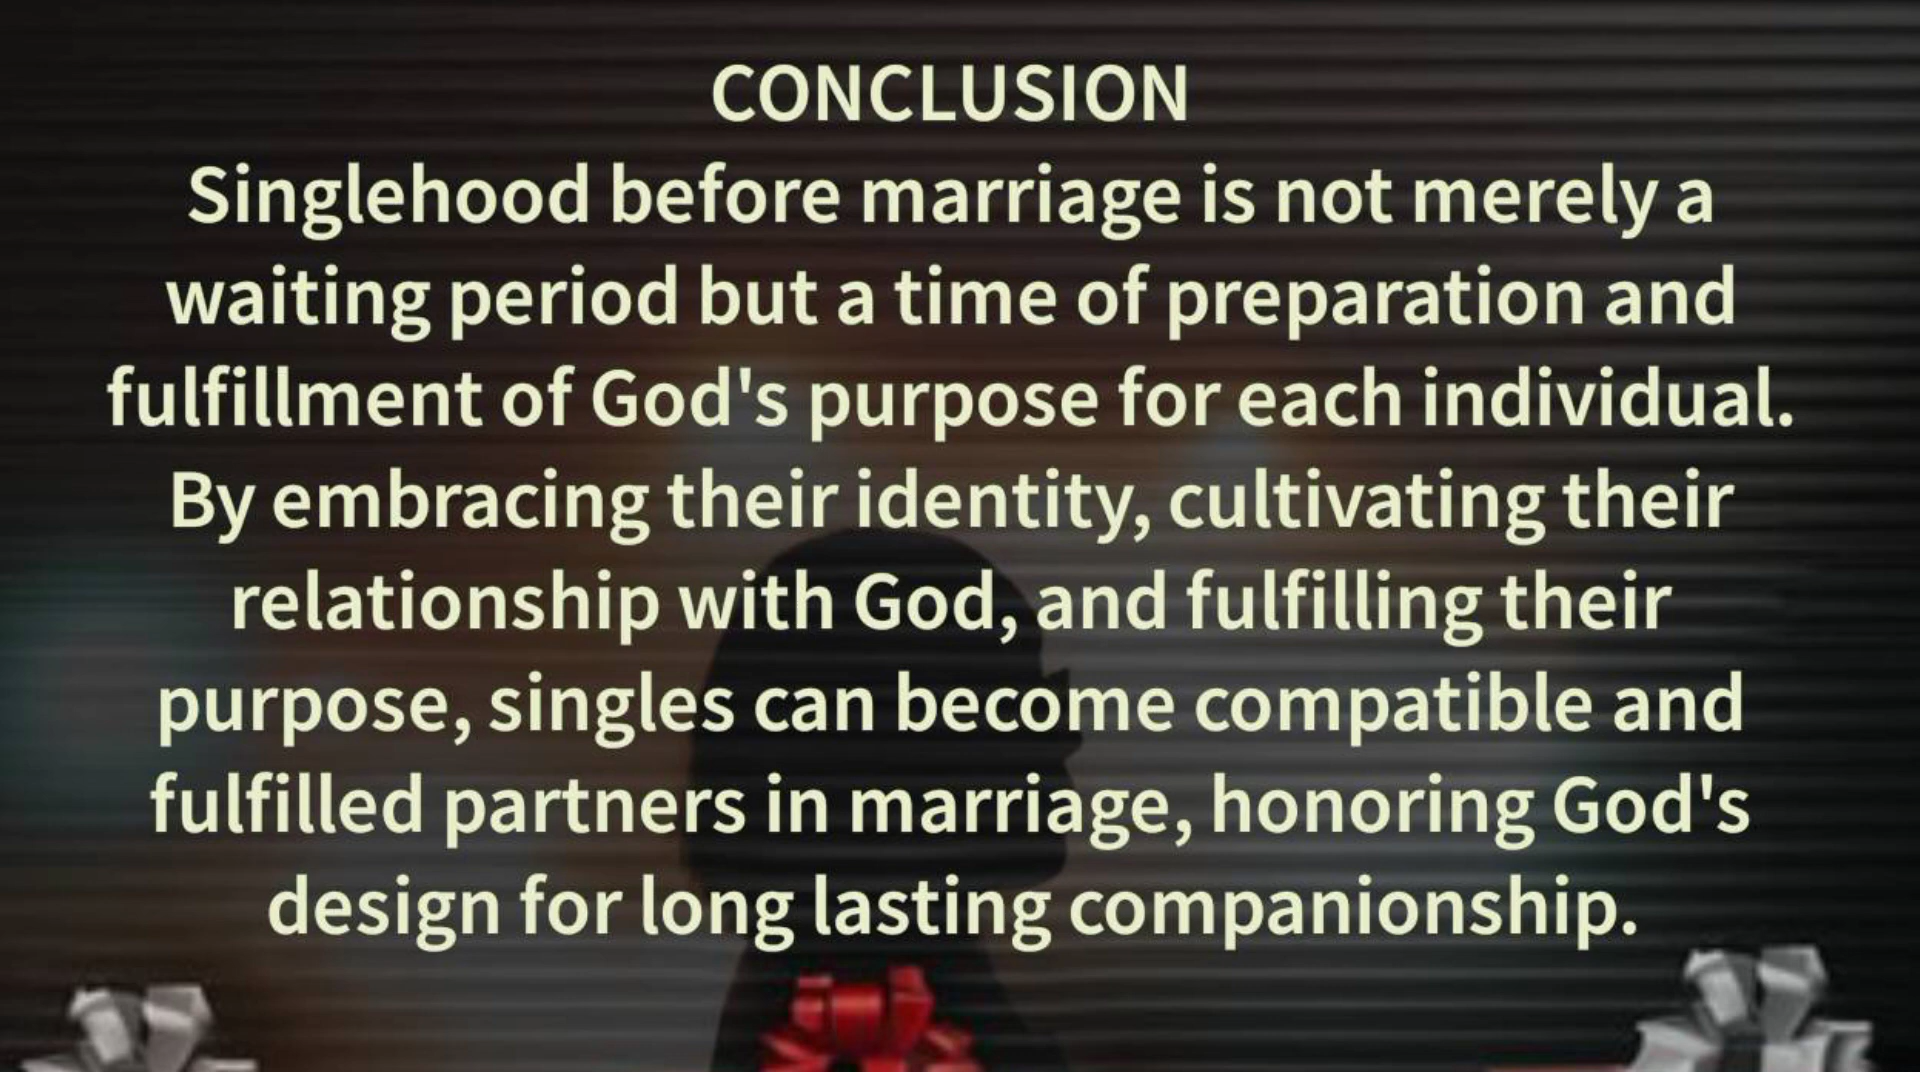 CONCLUSION
Singlehood before marriage is not merely a
waiting period but a time of preparation and
fulfillment of God's purpose for each individual.
By embracing their identity, cultivating their
relationship with God, and fulfilling their
purpose, singles can become compatible and
fulfilled partners in marriage, honoring God's
design for long lasting companionship.